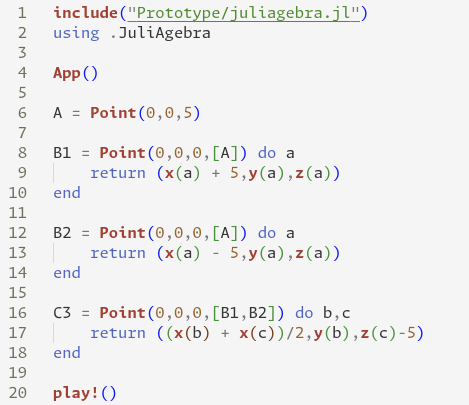 1 include("Prototype/juliagebra.jl")
2 using .JuliAgebra
3
4 App()
5
6 A = Point(0,0,5)
7
8 B1 = Point(0,0,0,[A]) do a
9     return (x(a) + 5,y(a),z(a))
10 end
11
12 B2 = Point(0,0,0,[A]) do a
13     return (x(a) - 5,y(a),z(a))
14 end
15
16 C3 = Point(0,0,0,[B1,B2]) do b,c
17     return ((x(b) + x(c))/2,y(b),z(c)-5)
18 end
19
20 play!()